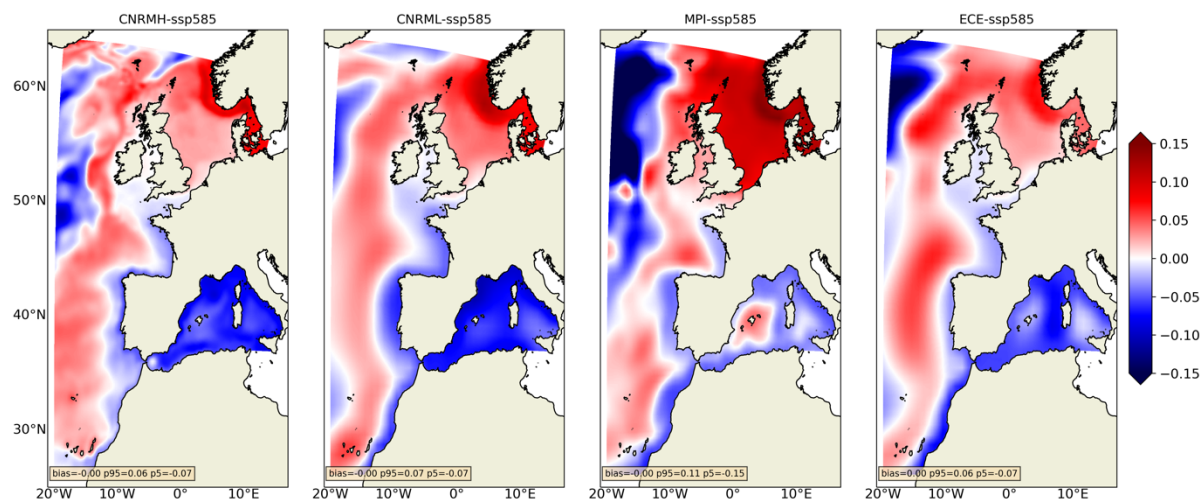 CNRMH-ssp585 CNRML-ssp585 MPI-ssp585 ECE-ssp585
60°N
50°N
40°N
30°N
0.15
0.10
0.05
0.00
−0.05
−0.10
−0.15
bias=-0.00 p95=0.06 p5=-0.07 bias=-0.00 p95=0.07 p5=-0.07 bias=-0.00 p95=0.11 p5=-0.15 bias=-0.00 p95=0.06 p5=-0.07
20°W 10°W 0° 10°E 20°W 10°W 0° 10°E 20°W 10°W 0° 10°E 20°W 10°W 0° 10°E